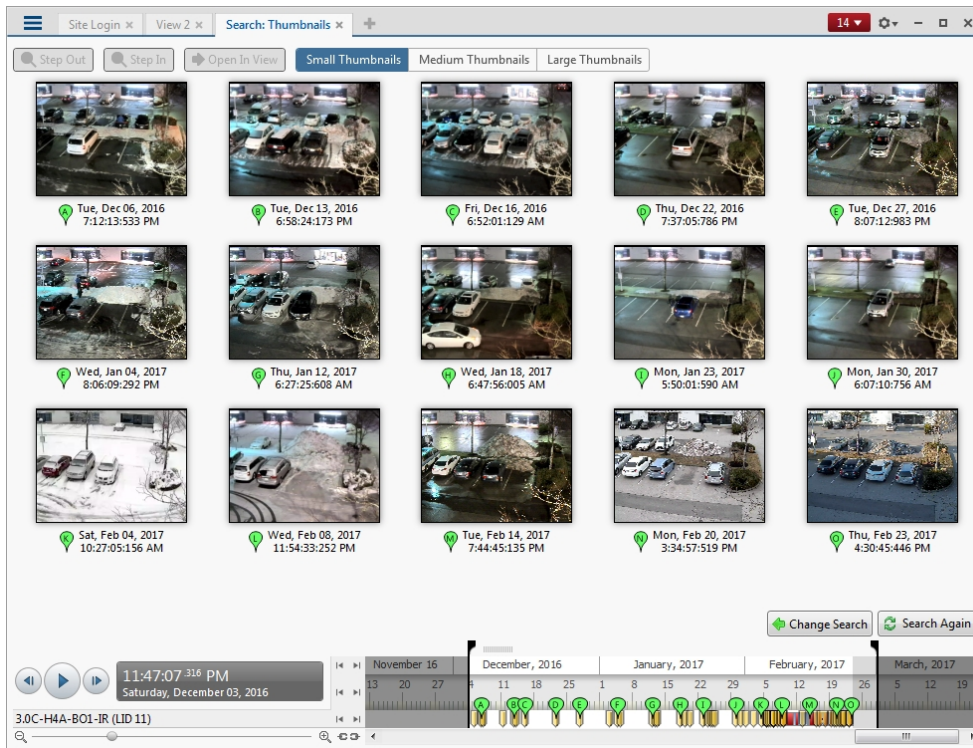 Site Login × View 2 × Search: Thumbnails × 14
Step Out Step In Open In View Small Thumbnails Medium Thumbnails Large Thumbnails
A Tue, Dec 06, 2016
7:12:13:533 PM
B Tue, Dec 13, 2016
6:58:24:173 PM
C Fri, Dec 16, 2016
6:52:01:129 AM
D Thu, Dec 22, 2016
7:37:05:786 PM
E Tue, Dec 27, 2016
8:07:12:983 PM
F Wed, Jan 04, 2017
8:06:09:292 PM
G Thu, Jan 12, 2017
6:27:25:608 AM
H Wed, Jan 18, 2017
6:47:56:005 AM
I Mon, Jan 23, 2017
5:50:01:590 AM
J Mon, Jan 30, 2017
6:07:10:756 AM
K Sat, Feb 04, 2017
10:27:05:156 AM
L Wed, Feb 08, 2017
11:54:33:252 PM
M Tue, Feb 14, 2017
7:44:45:135 PM
N Mon, Feb 20, 2017
3:34:57:519 PM
O Thu, Feb 23, 2017
4:30:45:446 PM
Change Search Search Again
11:47:07.316 PM
Saturday, December 03, 2016
November 16 December, 2016 January, 2017 February, 2017 March, 2017
13 20 27 4 11 18 25 1 8 15 22 29 5 12 19 26 5 12 19
A B C D E F G H I J K L M N O
3.0C-H4A-BO1-IR (LID 11)